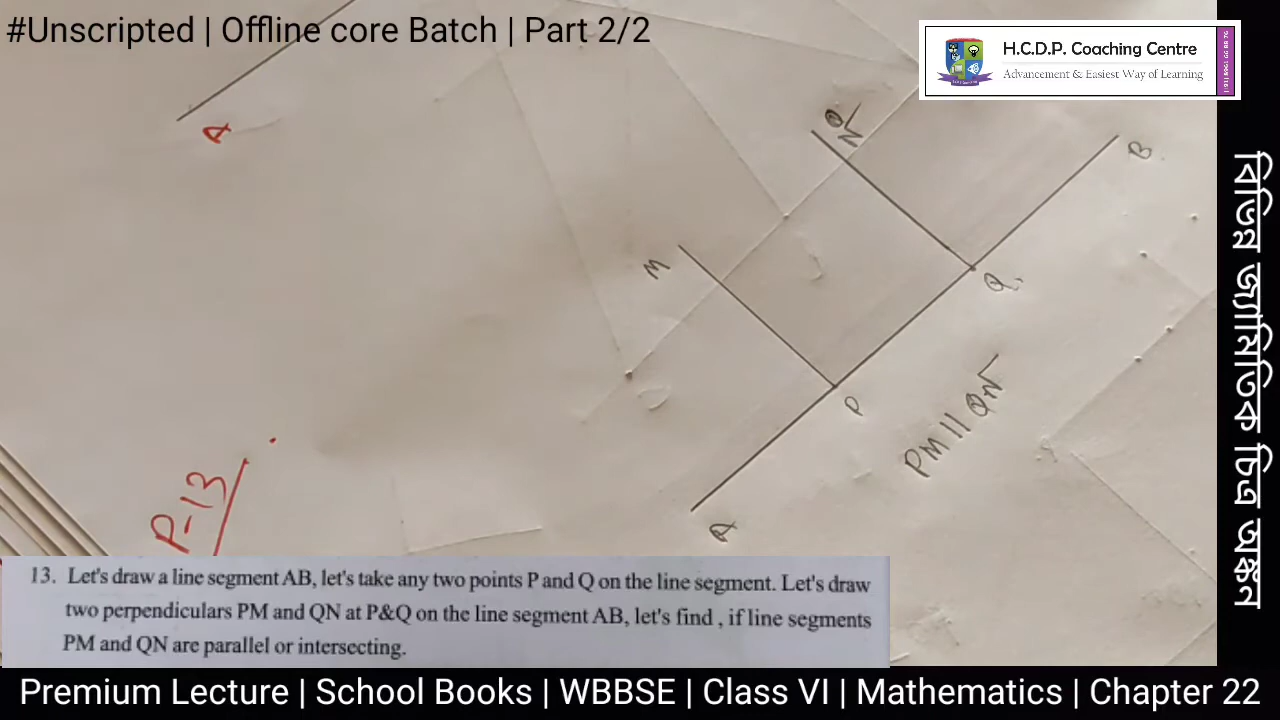 #Unscripted | Offline core Batch | Part 2/2
H.C.D.P. Coaching Centre
Advancement & Easiest Way of Learning
A
M
N
B
Q
P
A
PM || QN
P-13
বিভিন্ন জ্যামিতিক চিত্র অঙ্কন
13. Let's draw a line segment AB, let's take any two points P and Q on the line segment. Let's draw
two perpendiculars PM and QN at P&Q on the line segment AB, let's find , if line segments
PM and QN are parallel or intersecting.
Premium Lecture | School Books | WBBSE | Class VI | Mathematics | Chapter 22